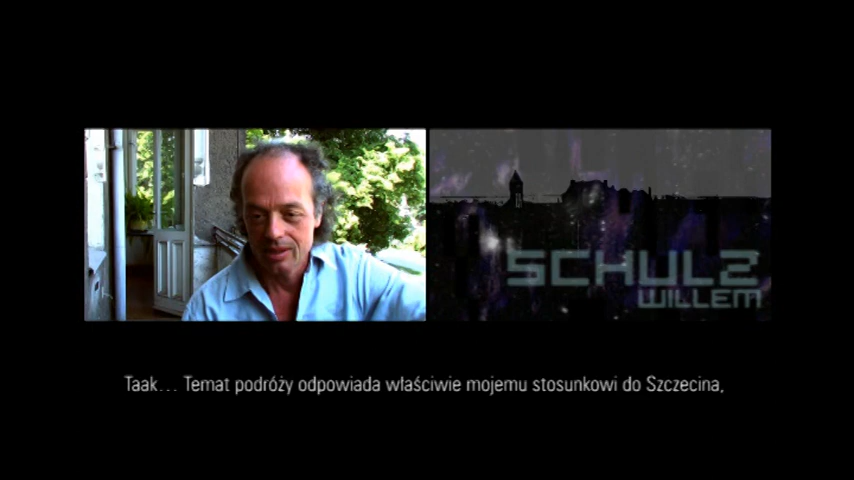 SCHULZ
WILLEM
Taak... Temat podróży odpowiada właściwie mojemu stosunkowi do Szczecina,